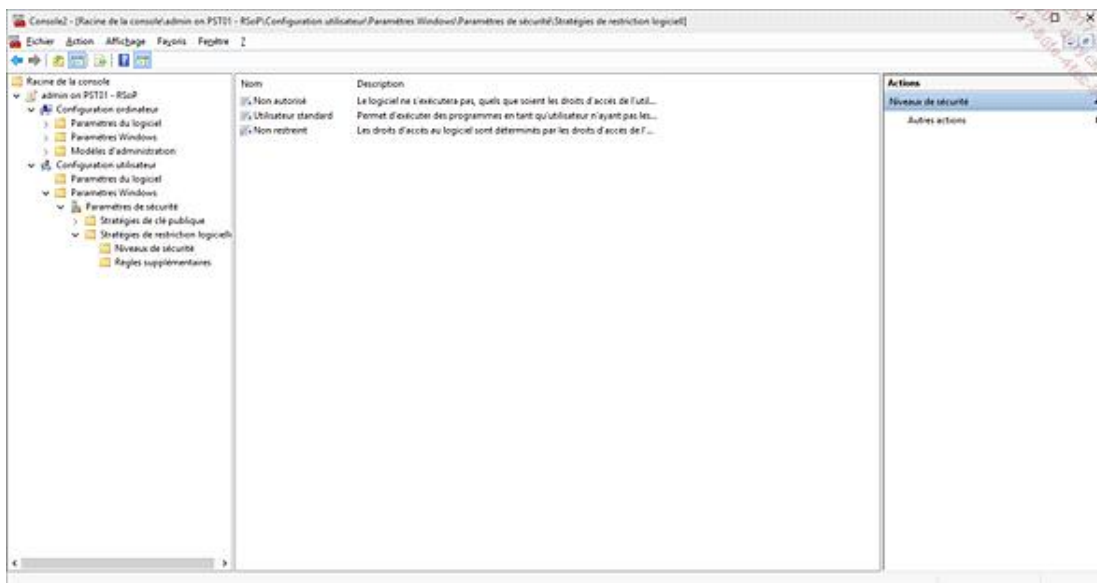 Console2 - [Racine de la console\admin on PST01 - RSoP\Configuration utilisateur\Paramètres Windows\Paramètres de sécurité\Stratégies de restriction logiciell]
Fichier Action Affichage Favoris Fenêtre ?
Racine de la console
admin on PST01 - RSoP
Configuration ordinateur
Paramètres du logiciel
Paramètres Windows
Modèles d'administration
Configuration utilisateur
Paramètres du logiciel
Paramètres Windows
Paramètres de sécurité
Stratégies de clé publique
Stratégies de restriction logicielle
Niveaux de sécurité
Règles supplémentaires
Nom Description
Non autorisé Le logiciel ne s'exécutera pas, quels que soient les droits d'accès de l'util...
Utilisateur standard Permet d'exécuter des programmes en tant qu'utilisateur n'ayant pas les...
Non restreint Les droits d'accès au logiciel sont déterminés par les droits d'accès de l'...
Actions
Niveaux de sécurité
Autres actions